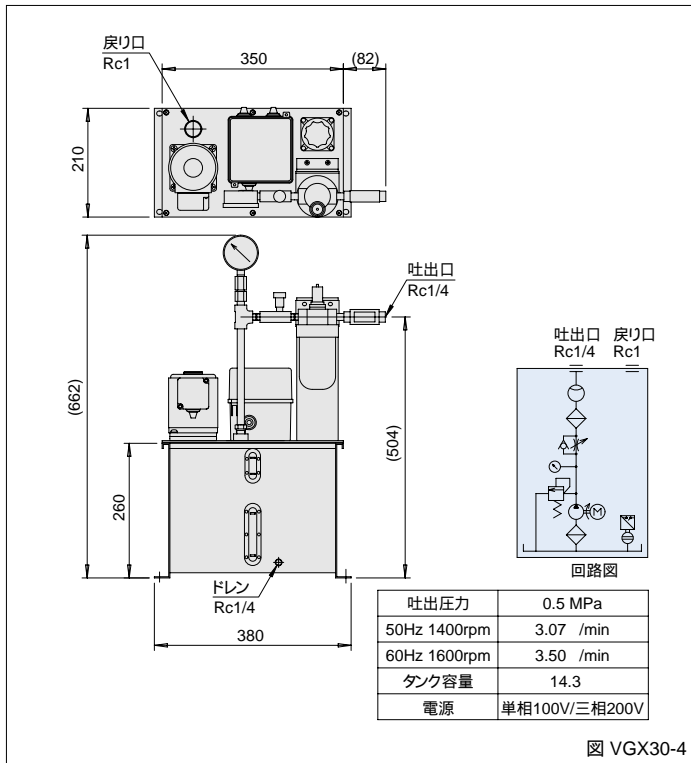 戻り口
Rc1
350
(82)
210
吐出口
Rc1/4
(662)
(504)
260
ドレン
Rc1/4
380
吐出口 戻り口
Rc1/4 Rc1
M
回路図
吐出圧力 0.5 MPa
50Hz 1400rpm 3.07 /min
60Hz 1600rpm 3.50 /min
タンク容量 14.3
電源 単相100V/三相200V
図 VGX30-4